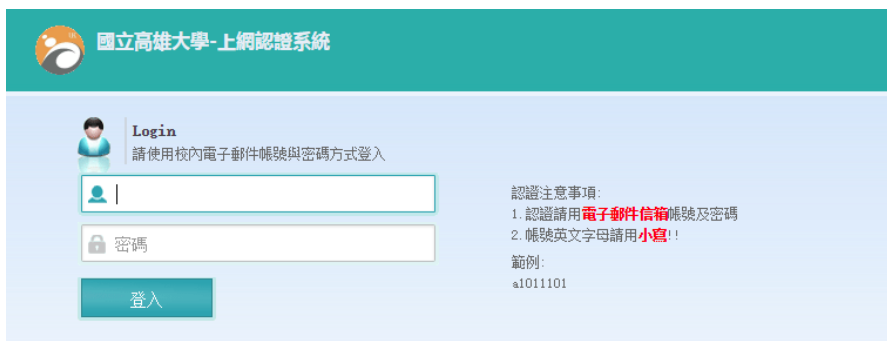 國立高雄大學-上網認證系統
Login
請使用校內電子郵件帳號與密碼方式登入
密碼
登入
認證注意事項:
1.認證請用電子郵件信箱帳號及密碼
2.帳號英文字母請用小寫!!
範例:
a1011101